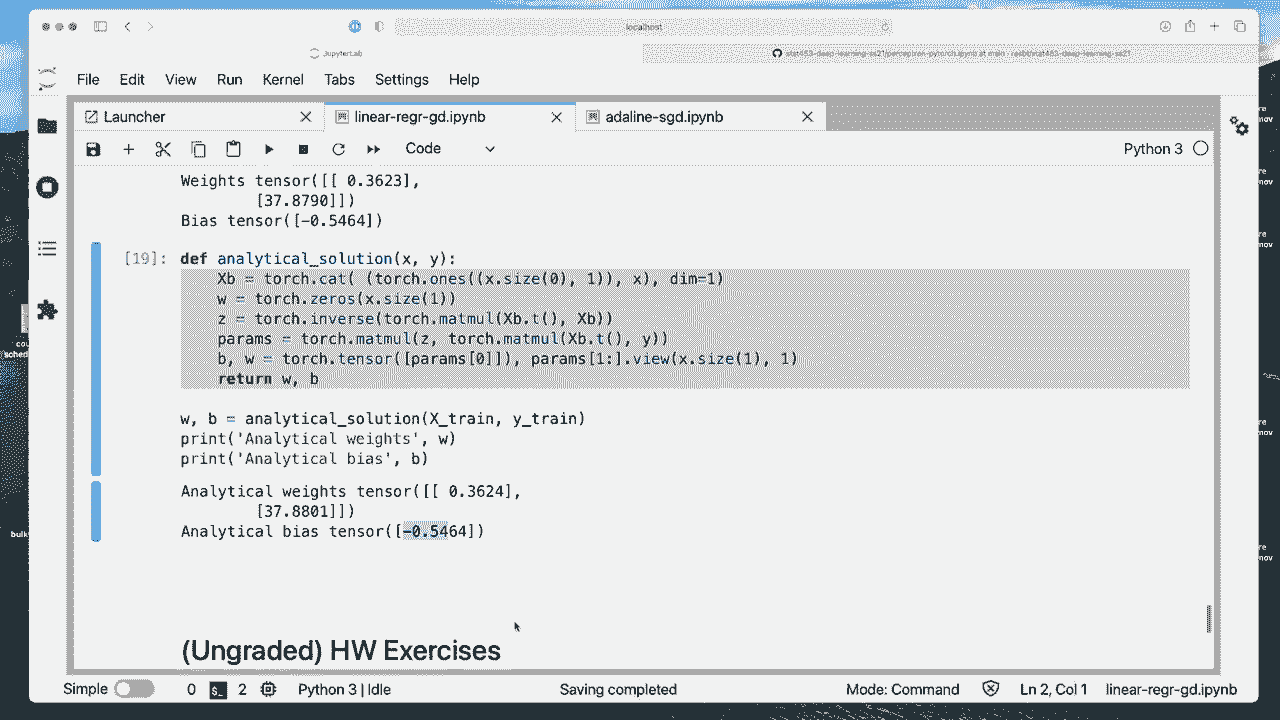 localhost
JupyterLab
stat453-deep-learning-ss21/perceptron-pytorch.ipynb at main · rasbt/stat453-deep-learning-ss21
File Edit View Run Kernel Tabs Settings Help
Launcher
linear-regr-gd.ipynb
adaline-sgd.ipynb
Code
Python 3
Weights tensor([[ 0.3623],
[37.8790]])
Bias tensor([-0.5464])
[19]: def analytical_solution(x, y):
Xb = torch.cat( (torch.ones((x.size(0), 1)), x), dim=1)
w = torch.zeros(x.size(1))
z = torch.inverse(torch.matmul(Xb.t(), Xb))
params = torch.matmul(z, torch.matmul(Xb.t(), y))
b, w = torch.tensor([params[0]]), params[1:].view(x.size(1), 1)
return w, b
w, b = analytical_solution(X_train, y_train)
print('Analytical weights', w)
print('Analytical bias', b)
Analytical weights tensor([[ 0.3624],
[37.8801]])
Analytical bias tensor([-0.5464])
(Ungraded) HW Exercises
Simple 0 $_ 2 Python 3 | Idle Saving completed Mode: Command Ln 2, Col 1 linear-regr-gd.ipynb